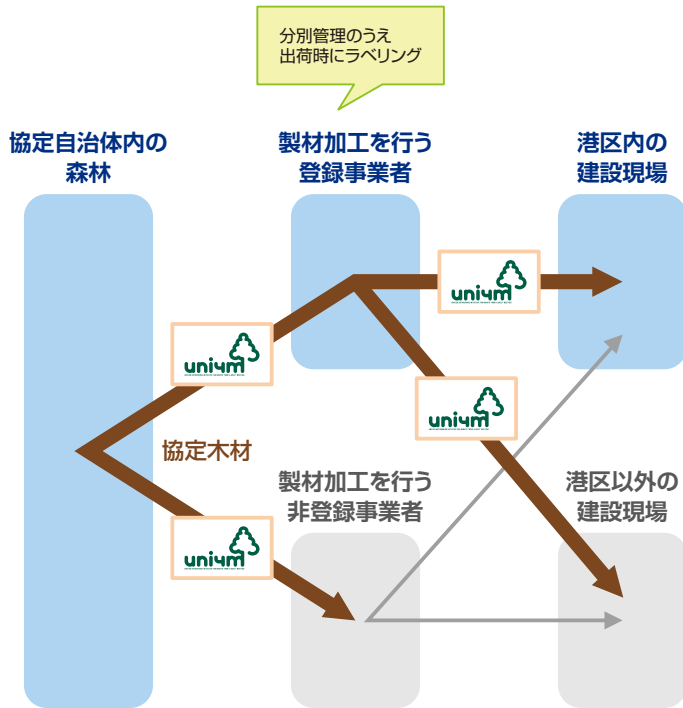 分別管理のうえ
出荷時にラベリング
協定自治体内の
森林
製材加工を行う
登録事業者
港区内の
建設現場
uni4m
uni4m
uni4m
協定木材
製材加工を行う
非登録事業者
港区以外の
建設現場
uni4m